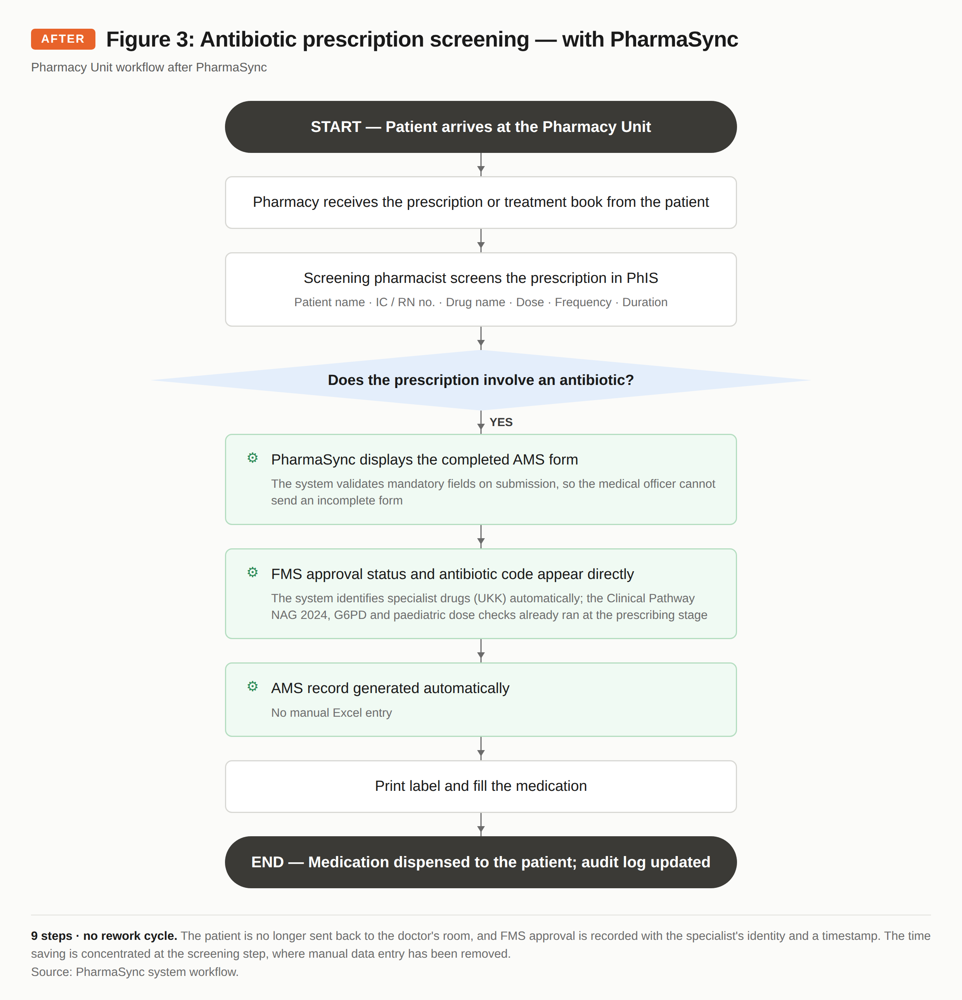 AFTER
Figure 3: Antibiotic prescription screening — with PharmaSync
Pharmacy Unit workflow after PharmaSync
START — Patient arrives at the Pharmacy Unit
Pharmacy receives the prescription or treatment book from the patient
Screening pharmacist screens the prescription in PhIS
Patient name · IC / RN no. · Drug name · Dose · Frequency · Duration
Does the prescription involve an antibiotic?
YES
PharmaSync displays the completed AMS form
The system validates mandatory fields on submission, so the medical officer cannot
send an incomplete form
FMS approval status and antibiotic code appear directly
The system identifies specialist drugs (UKK) automatically; the Clinical Pathway
NAG 2024, G6PD and paediatric dose checks already ran at the prescribing stage
AMS record generated automatically
No manual Excel entry
Print label and fill the medication
END — Medication dispensed to the patient; audit log updated
9 steps · no rework cycle. The patient is no longer sent back to the doctor's room, and FMS approval is recorded with the specialist's identity and a timestamp. The time
saving is concentrated at the screening step, where manual data entry has been removed.
Source: PharmaSync system workflow.